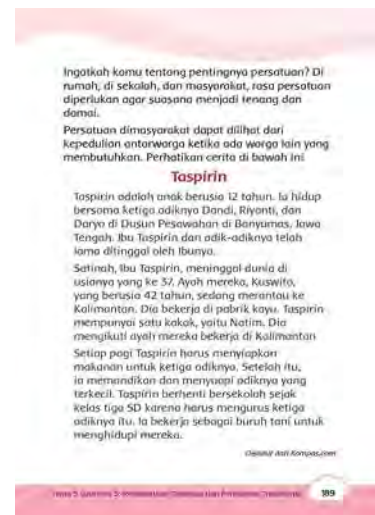 Ingatkah kamu tentang pentingnya persatuan? Di
rumah, di sekolah, dan masyarakat, rasa persatuan
diperlukan agar suasana menjadi tenang dan
damai.
Persatuan dimasyarakat dapat dilihat dari
kepedulian antarwarga ketika ada warga lain yang
membutuhkan. Perhatikan cerita di bawah ini
Taspirin
Taspirin adalah anak berusia 12 tahun. Ia hidup
bersama ketiga adiknya Dandi, Riyanti, dan
Daryo di Dusun Pesawahan di Banyumas, Jawa
Tengah. Ibu Taspirin dan adik-adiknya telah
lama ditinggal oleh Ibunya.
Satinah, Ibu Taspirin, meninggal dunia di
usianya yang ke 37. Ayah mereka, Kuswito,
yang berusia 42 tahun, sedang merantau ke
Kalimantan. Dia bekerja di pabrik kayu. Taspirin
mempunyai satu kakak, yaitu Natim. Dia
mengikuti ayah mereka bekerja di Kalimantan
Setiap pagi Taspirin harus menyiapkan
makanan untuk ketiga adiknya. Setelah itu,
ia memandikan dan menyuapi adiknya yang
terkecil. Taspirin berhenti bersekolah sejak
kelas tiga SD karena harus mengurus ketiga
adiknya itu. Ia bekerja sebagai buruh tani untuk
menghidupi mereka.
dari Kompas.com
189